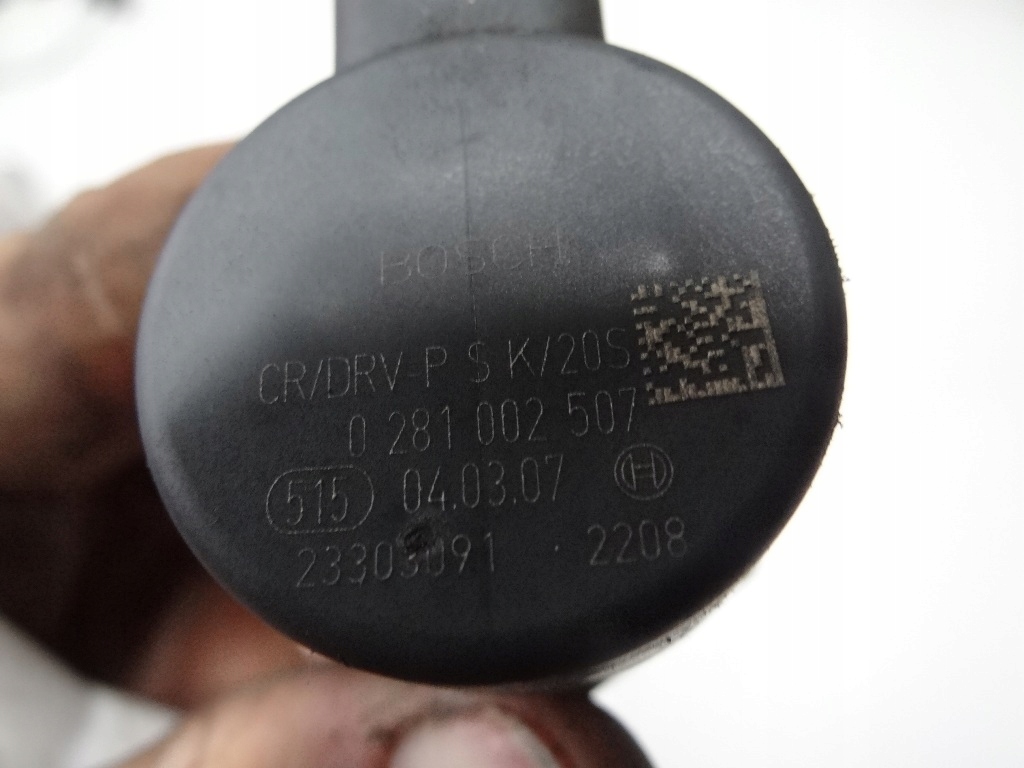 BOSCH
CR/DRV-P S K/20S
0 281 002 507
515 04.03.07 H
23303091 · 2208